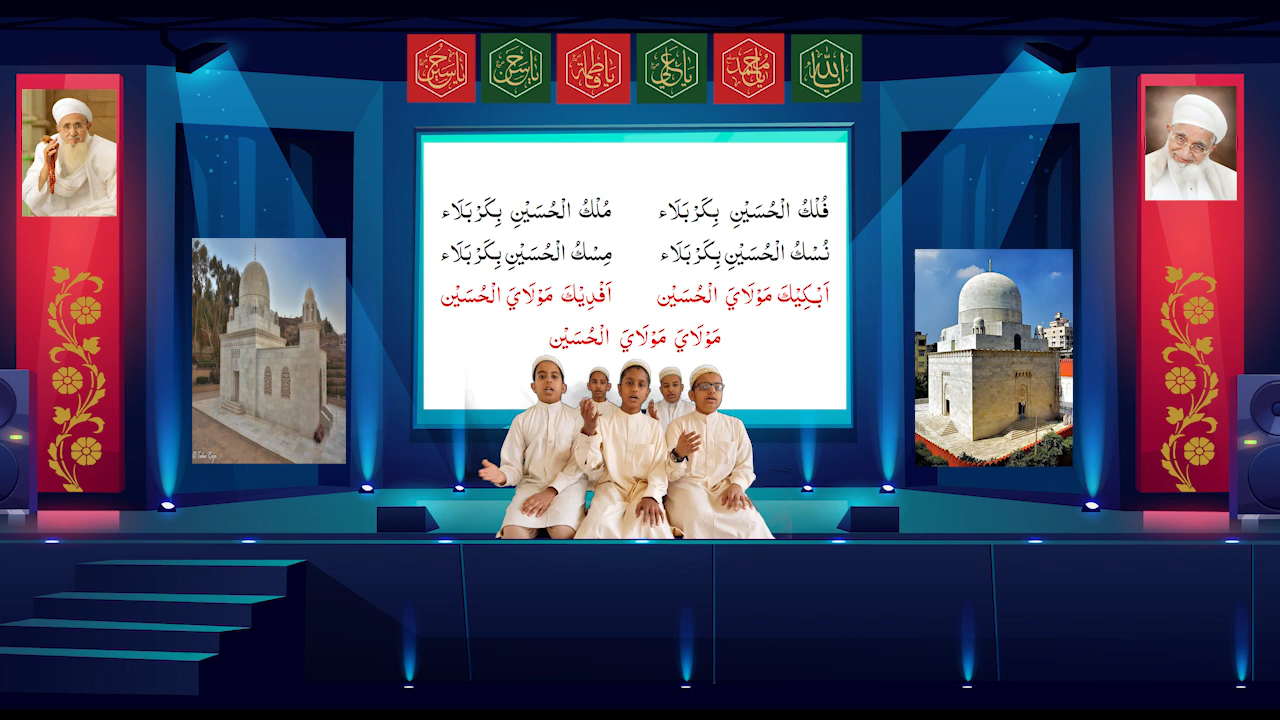 يا الله يا محمد يا علي يا فاطمة يا حسن يا حسين
فُلْكُ الْحُسَيْنِ بِكَرْبَلَاء مُلْكُ الْحُسَيْنِ بِكَرْبَلَاء
نُسْكُ الْحُسَيْنِ بِكَرْبَلَاء مِسْكُ الْحُسَيْنِ بِكَرْبَلَاء
اَبْكِيْكَ مَوْلَايَ الْحُسَيْن اَفْدِيْكَ مَوْلَايَ الْحُسَيْن
مَوْلَايَ مَوْلَايَ الْحُسَيْن